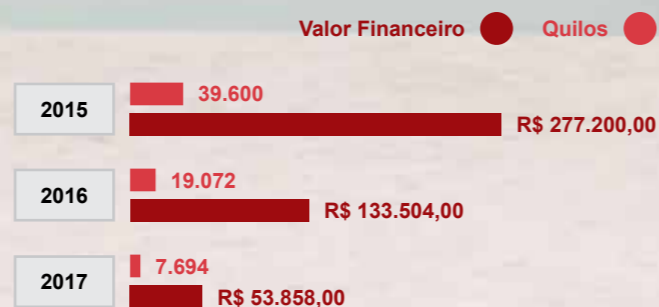 Valor Financeiro Quilos
39.600
2015
R$ 277.200,00
19.072
2016
R$ 133.504,00
7.694
2017
R$ 53.858,00